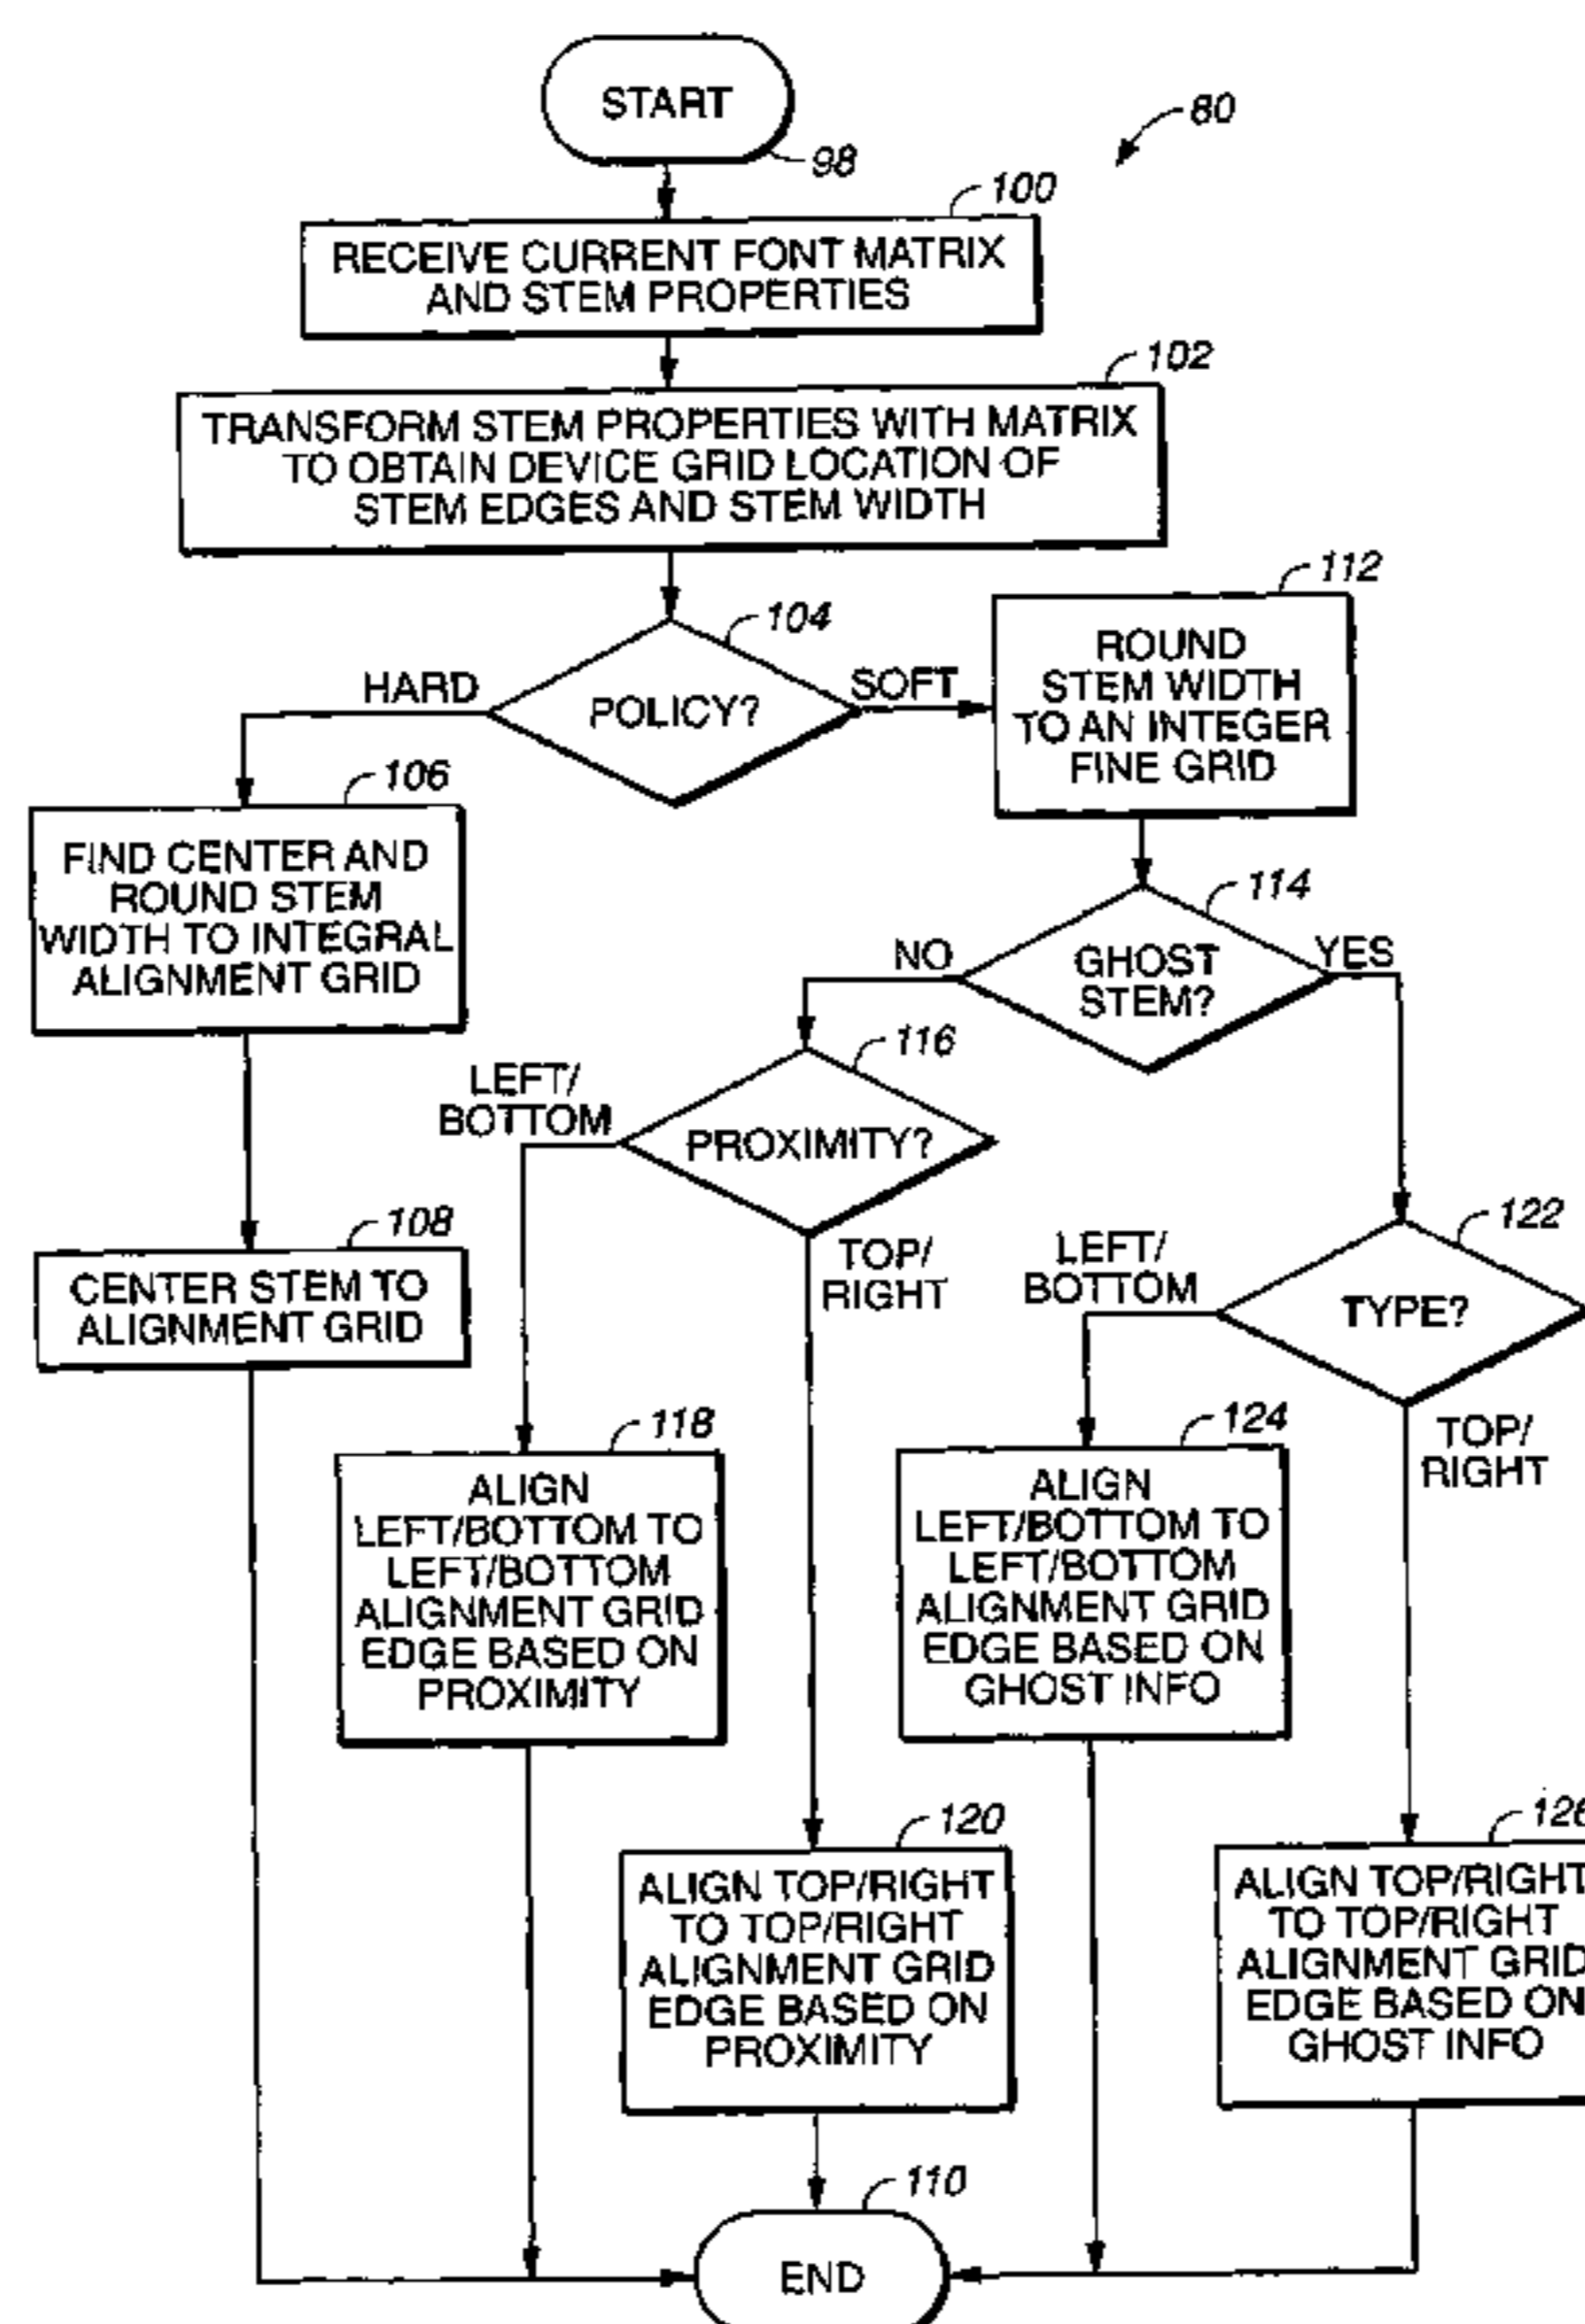 START
80
98
100
RECEIVE CURRENT FONT MATRIX
AND STEM PROPERTIES
102
TRANSFORM STEM PROPERTIES WITH MATRIX
TO OBTAIN DEVICE GRID LOCATION OF
STEM EDGES AND STEM WIDTH
104
POLICY?
HARD
SOFT
112
ROUND
STEM WIDTH
TO AN INTEGER
FINE GRID
106
FIND CENTER AND
ROUND STEM
WIDTH TO INTEGRAL
ALIGNMENT GRID
114
GHOST
STEM?
NO
YES
116
PROXIMITY?
LEFT/
BOTTOM
TOP/
RIGHT
108
CENTER STEM TO
ALIGNMENT GRID
122
TYPE?
LEFT/
BOTTOM
TOP/
RIGHT
118
ALIGN
LEFT/BOTTOM TO
LEFT/BOTTOM
ALIGNMENT GRID
EDGE BASED ON
PROXIMITY
124
ALIGN
LEFT/BOTTOM TO
LEFT/BOTTOM
ALIGNMENT GRID
EDGE BASED ON
GHOST INFO
120
ALIGN TOP/RIGHT
TO TOP/RIGHT
ALIGNMENT GRID
EDGE BASED ON
PROXIMITY
126
ALIGN TOP/RIGHT
TO TOP/RIGHT
ALIGNMENT GRID
EDGE BASED ON
GHOST INFO
110
END